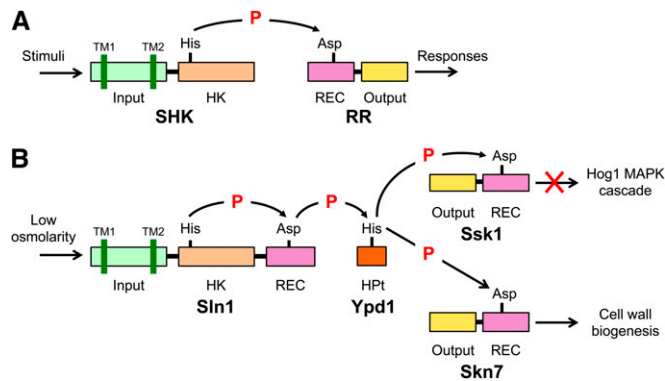 A
P
TM1 TM2 His Asp
Stimuli Responses
Input HK REC Output
SHK RR
B
P Asp
Hog1 MAPK
cascade
P P
Low
osmolarity
TM1 TM2 His Asp His
Output REC
Ssk1
P
Input HK REC HPt
Sln1 Ypd1
Asp
Cell wall
biogenesis
Output REC
Skn7